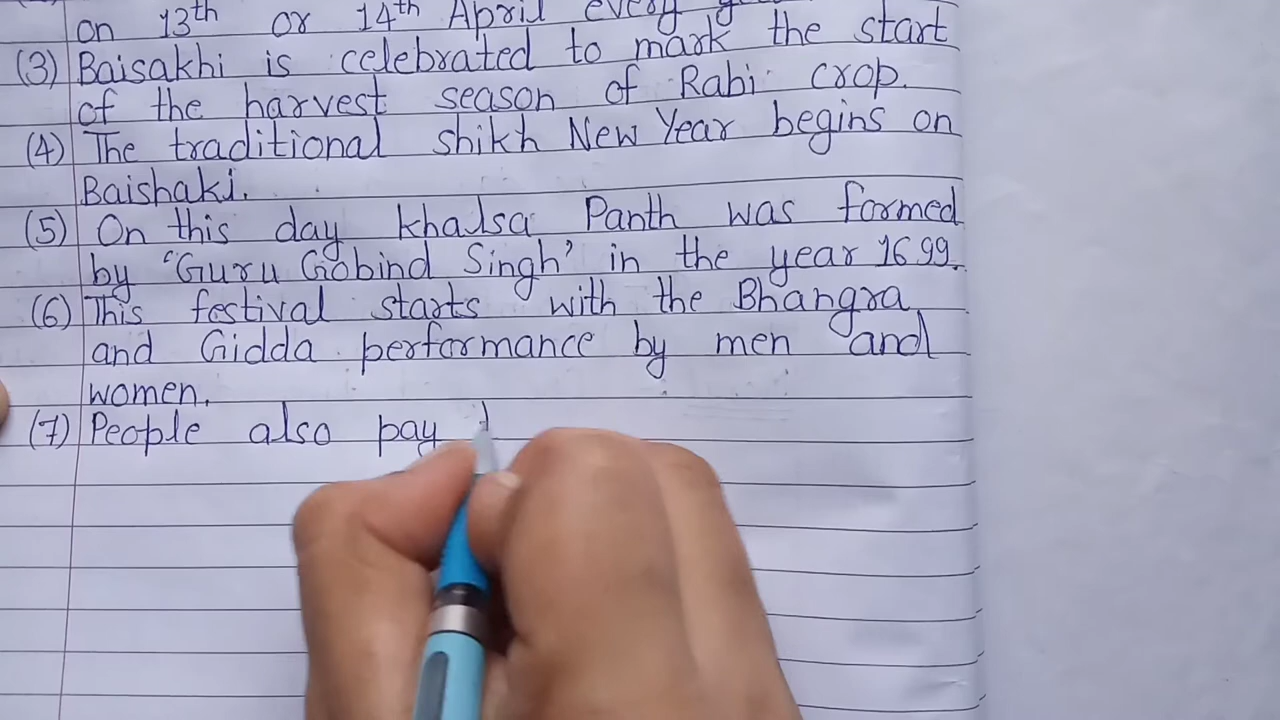 on 13th or 14th April every
(3) Baisakhi is celebrated to mark the start
of the harvest season of Rabi crop.
(4) The traditional shikh New Year begins on
Baishaki.
(5) On this day khalsa Panth was formed
by 'Guru Gobind Singh' in the year 1699.
(6) This festival starts with the Bhangra
and Gidda performance by men and
women.
(7) People also pay